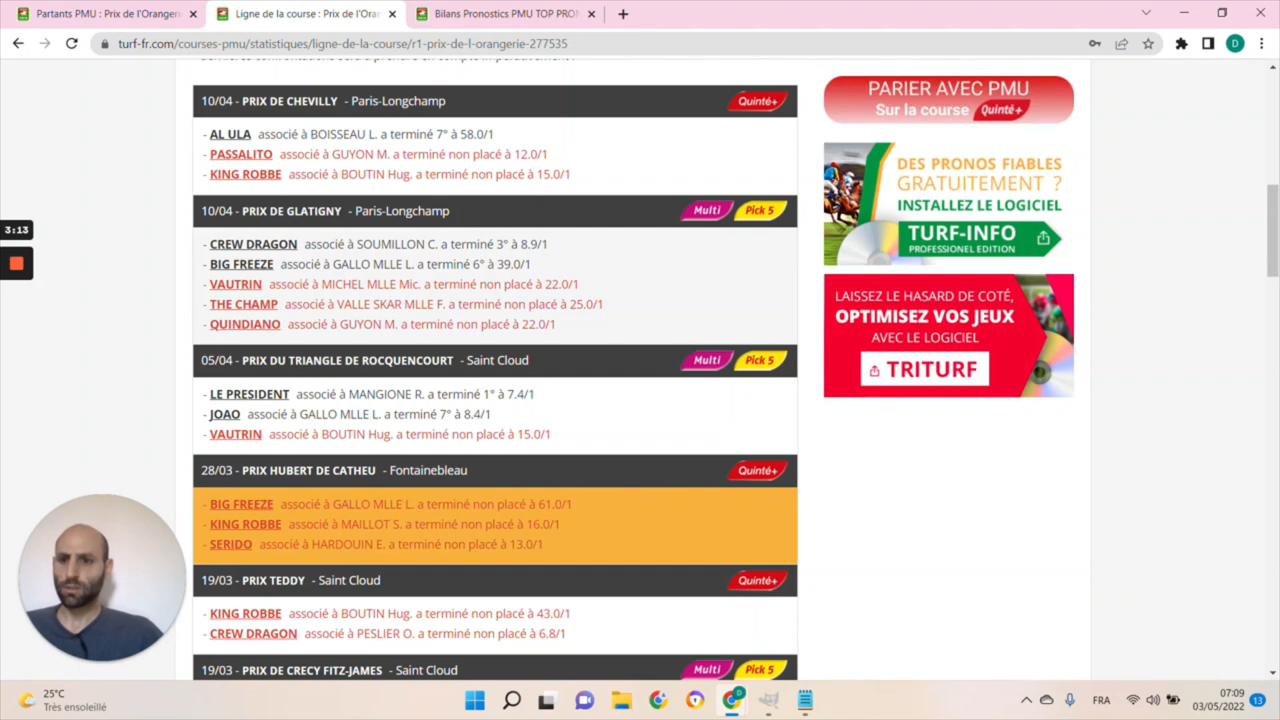 Partants PMU : Prix de l'Oranger
Ligne de la course : Prix de l'Ora
Bilans Pronostics PMU TOP PRO
turf-fr.com/courses-pmu/statistiques/ligne-de-la-course/r1-prix-de-l-orangerie-277535
D
10/04 - PRIX DE CHEVILLY - Paris-Longchamp Quinté+
- AL ULA associé à BOISSEAU L. a terminé 7° à 58.0/1
- PASSALITO associé à GUYON M. a terminé non placé à 12.0/1
- KING ROBBE associé à BOUTIN Hug. a terminé non placé à 15.0/1
10/04 - PRIX DE GLATIGNY - Paris-Longchamp Multi Pick 5
- CREW DRAGON associé à SOUMILLON C. a terminé 3° à 8.9/1
- BIG FREEZE associé à GALLO MLLE L. a terminé 6° à 39.0/1
- VAUTRIN associé à MICHEL MLLE Mic. a terminé non placé à 22.0/1
- THE CHAMP associé à VALLE SKAR MLLE F. a terminé non placé à 25.0/1
- QUINDIANO associé à GUYON M. a terminé non placé à 22.0/1
05/04 - PRIX DU TRIANGLE DE ROCQUENCOURT - Saint Cloud Multi Pick 5
- LE PRESIDENT associé à MANGIONE R. a terminé 1° à 7.4/1
- JOAO associé à GALLO MLLE L. a terminé 7° à 8.4/1
- VAUTRIN associé à BOUTIN Hug. a terminé non placé à 15.0/1
28/03 - PRIX HUBERT DE CATHEU - Fontainebleau Quinté+
- BIG FREEZE associé à GALLO MLLE L. a terminé non placé à 61.0/1
- KING ROBBE associé à MAILLOT S. a terminé non placé à 16.0/1
- SERIDO associé à HARDOUIN E. a terminé non placé à 13.0/1
19/03 - PRIX TEDDY - Saint Cloud Quinté+
- KING ROBBE associé à BOUTIN Hug. a terminé non placé à 43.0/1
- CREW DRAGON associé à PESLIER O. a terminé non placé à 6.8/1
19/03 - PRIX DE CRECY FITZ-JAMES - Saint Cloud Multi Pick 5
PARIER AVEC PMU
Sur la course Quinté+
DES PRONOS FIABLES
GRATUITEMENT ?
INSTALLEZ LE LOGICIEL
TURF-INFO
PROFESSIONEL EDITION
LAISSEZ LE HASARD DE COTÉ,
OPTIMISEZ VOS JEUX
AVEC LE LOGICIEL
TRITURF
3:13
25°C
Très ensoleillé
D
FRA
07:09
03/05/2022
13